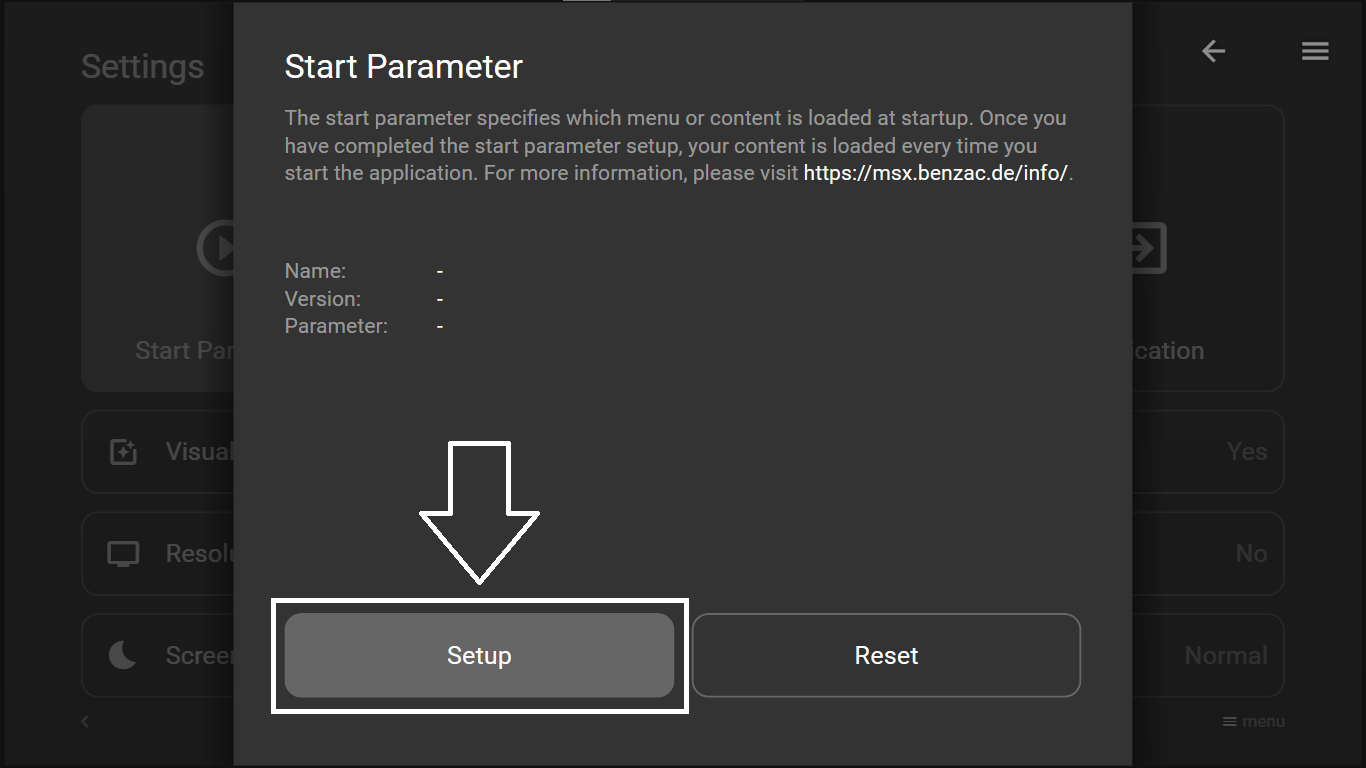 Settings
Start Parameter
The start parameter specifies which menu or content is loaded at startup. Once you
have completed the start parameter setup, your content is loaded every time you
start the application. For more information, please visit https://msx.benzac.de/info/.
Name: -
Version: -
Parameter: -
Start Par
ication
Visual
Yes
Resolu
No
Screen
Normal
Setup
Reset
menu